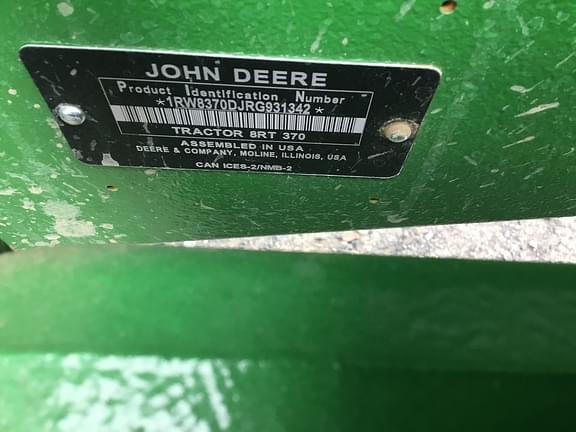 JOHN DEERE
Product Identification Number
*1RW8370DJRG931342*
TRACTOR 8RT 370
ASSEMBLED IN USA
DEERE & COMPANY, MOLINE, ILLINOIS, USA
CAN ICES-2/NMB-2